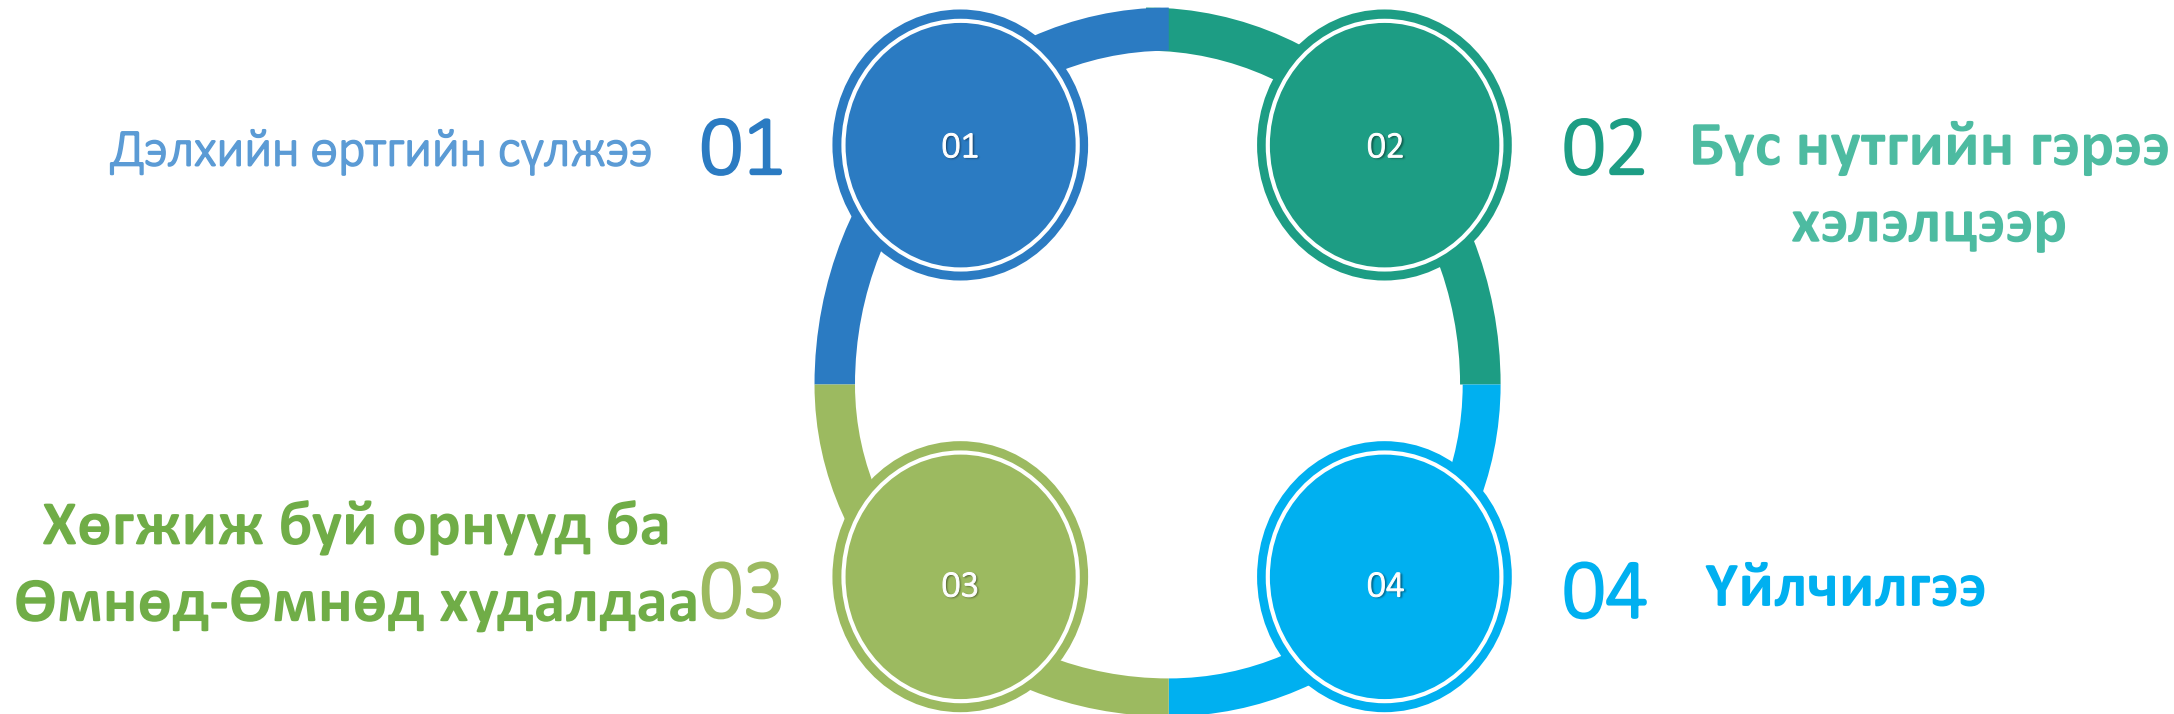 Дэлхийн өртгийн сүлжээ
01
01
02
02
Бүс нутгийн гэрээ
хэлэлцээр
Хөгжиж буй орнууд ба
Өмнөд-Өмнөд худалдаа
03
03
04
04
Үйлчилгээ